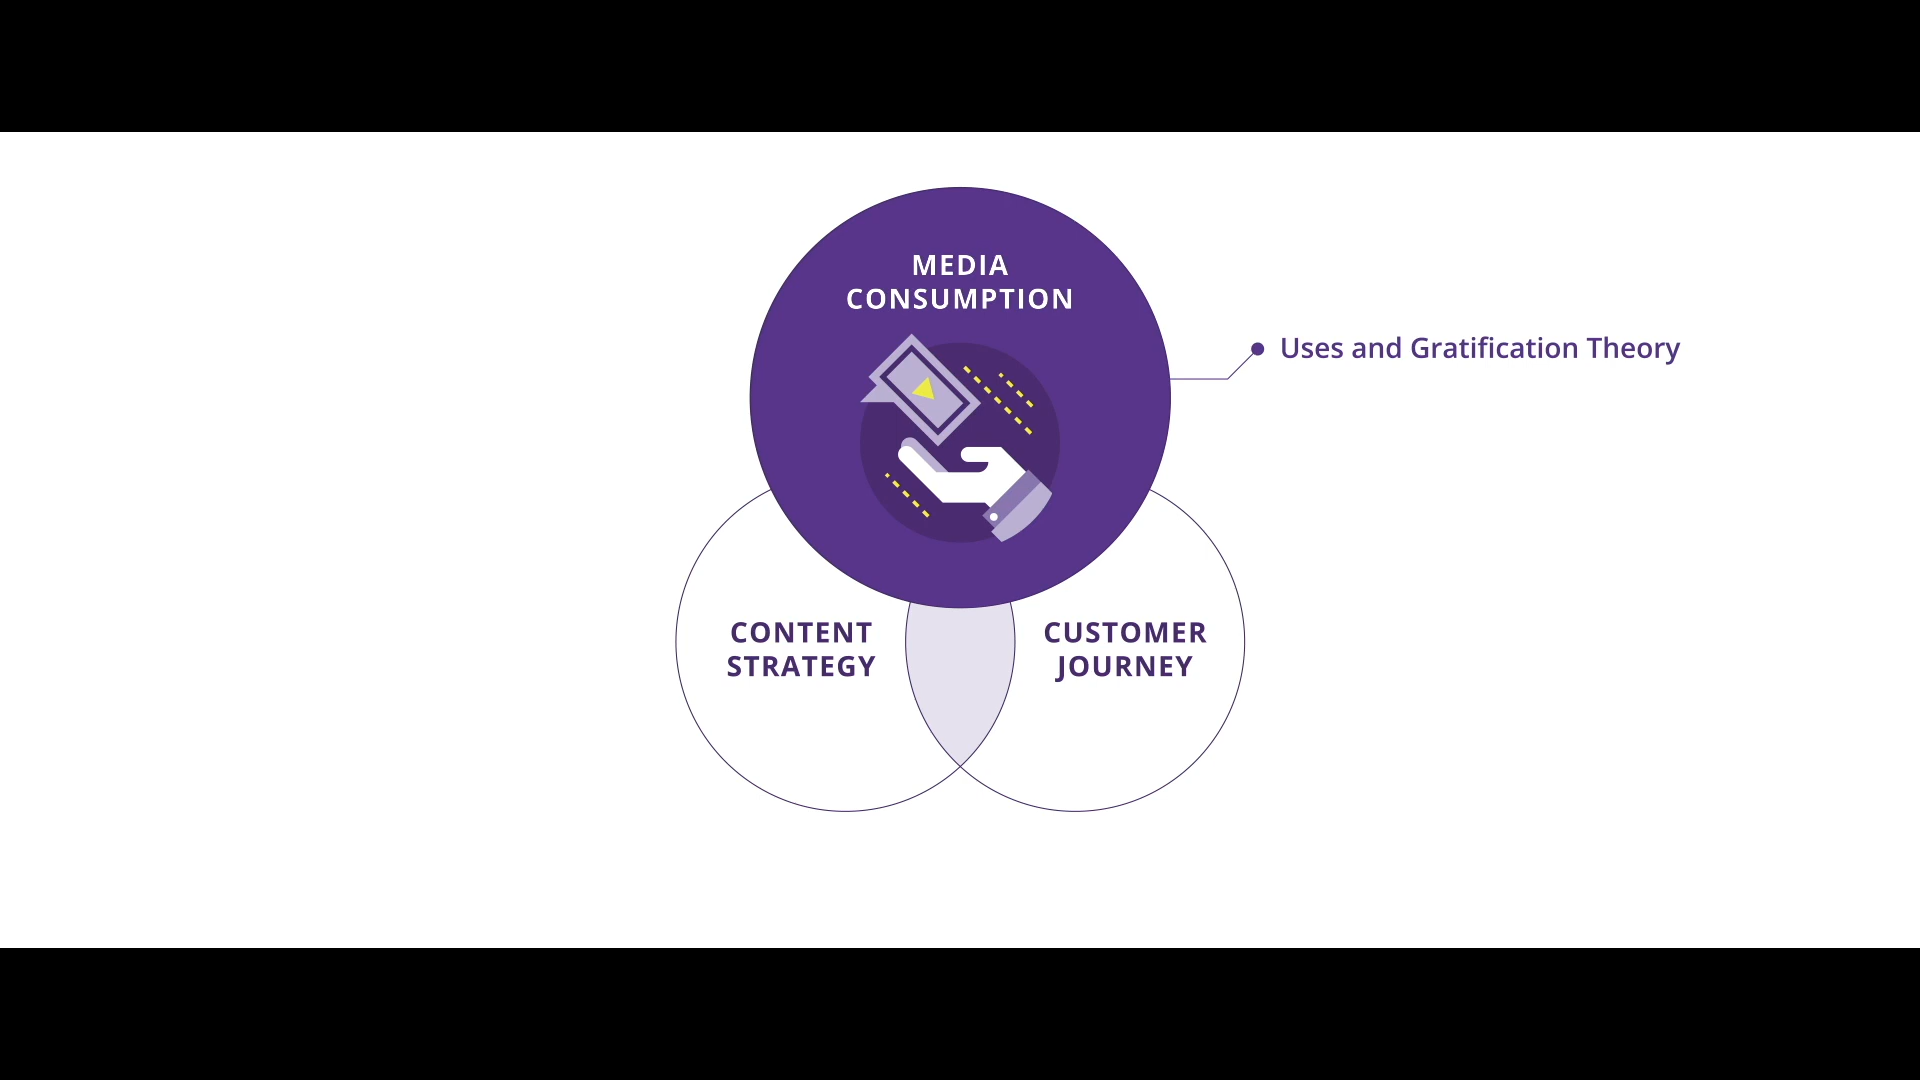 MEDIA
CONSUMPTION
Uses and Gratification Theory
CONTENT
STRATEGY
CUSTOMER
JOURNEY